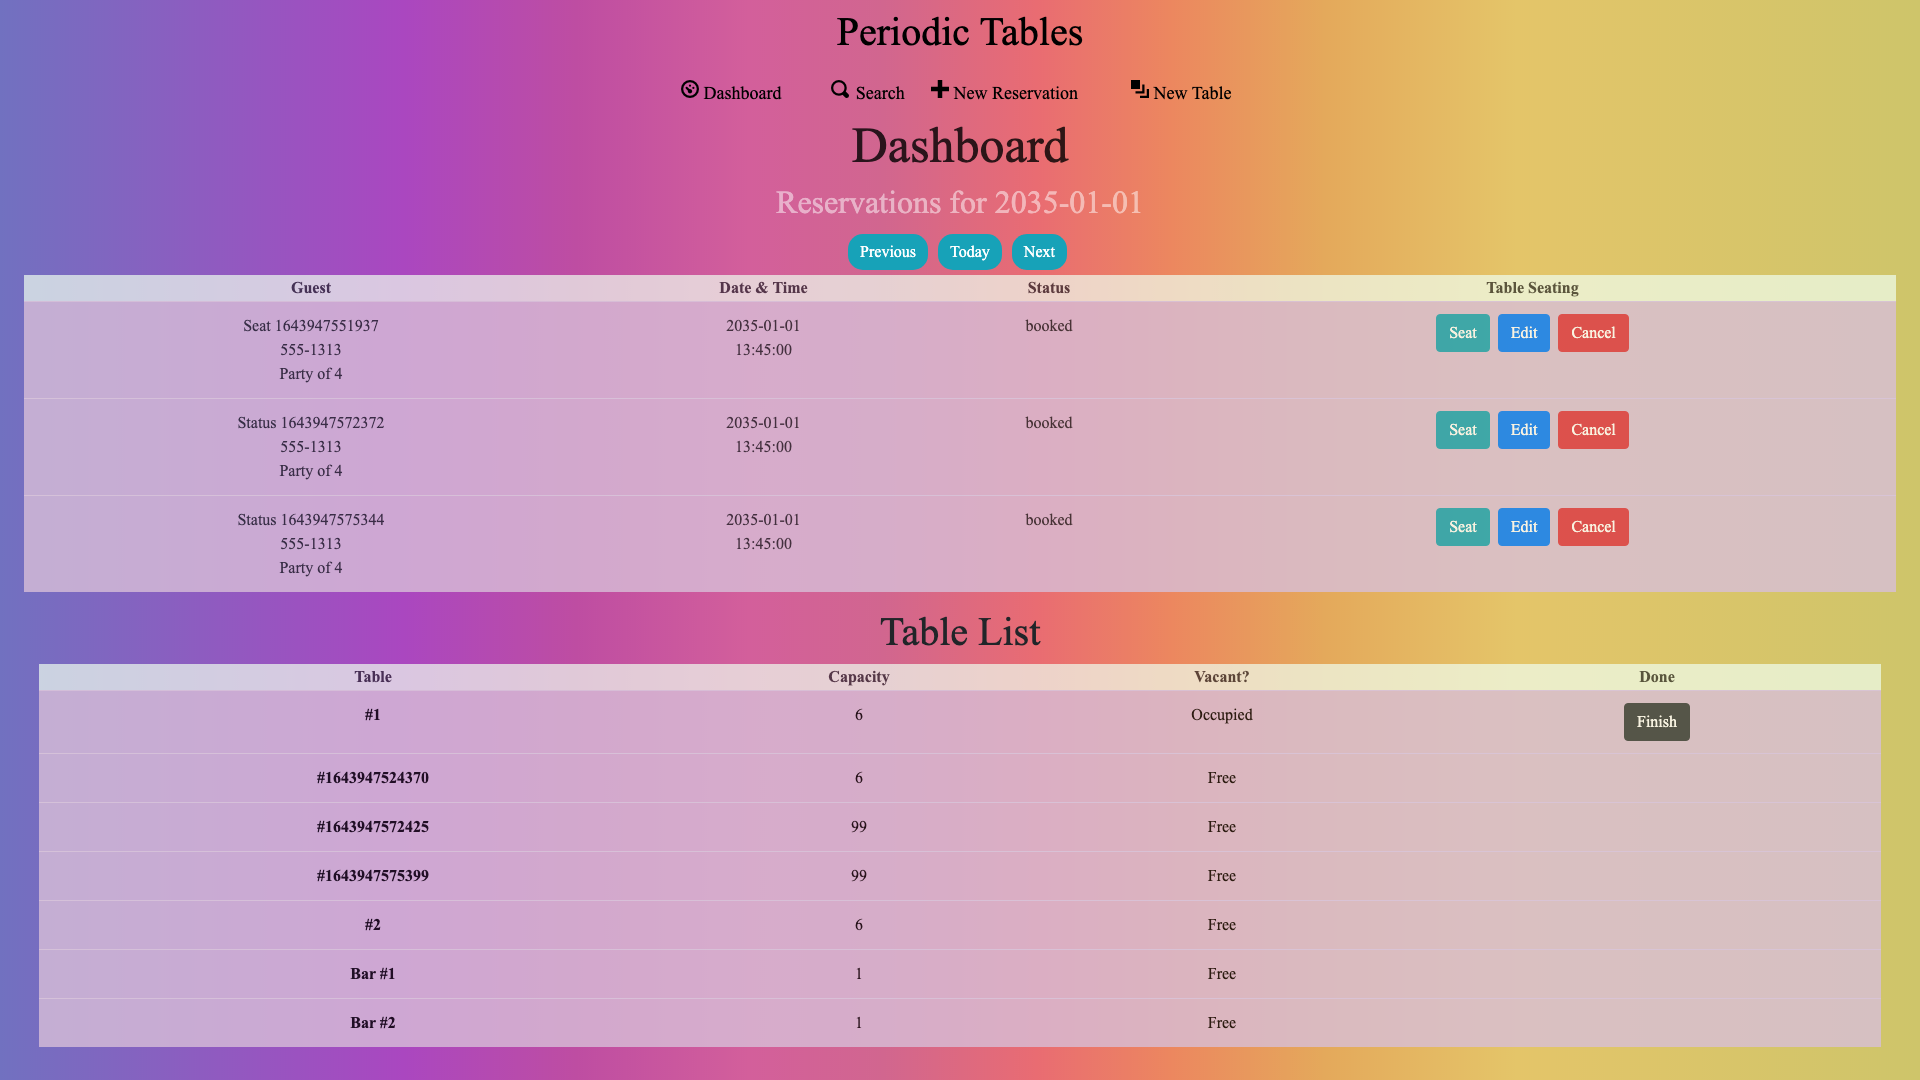 Periodic Tables
Dashboard Search New Reservation New Table
Dashboard
Reservations for 2035-01-01
Previous Today Next
Guest Date & Time Status Table Seating
Seat 1643947551937 2035-01-01 booked Seat Edit Cancel
555-1313 13:45:00
Party of 4
Status 1643947572372 2035-01-01 booked Seat Edit Cancel
555-1313 13:45:00
Party of 4
Status 1643947575344 2035-01-01 booked Seat Edit Cancel
555-1313 13:45:00
Party of 4
Table List
Table Capacity Vacant? Done
#1 6 Occupied Finish
#1643947524370 6 Free
#1643947572425 99 Free
#1643947575399 99 Free
#2 6 Free
Bar #1 1 Free
Bar #2 1 Free